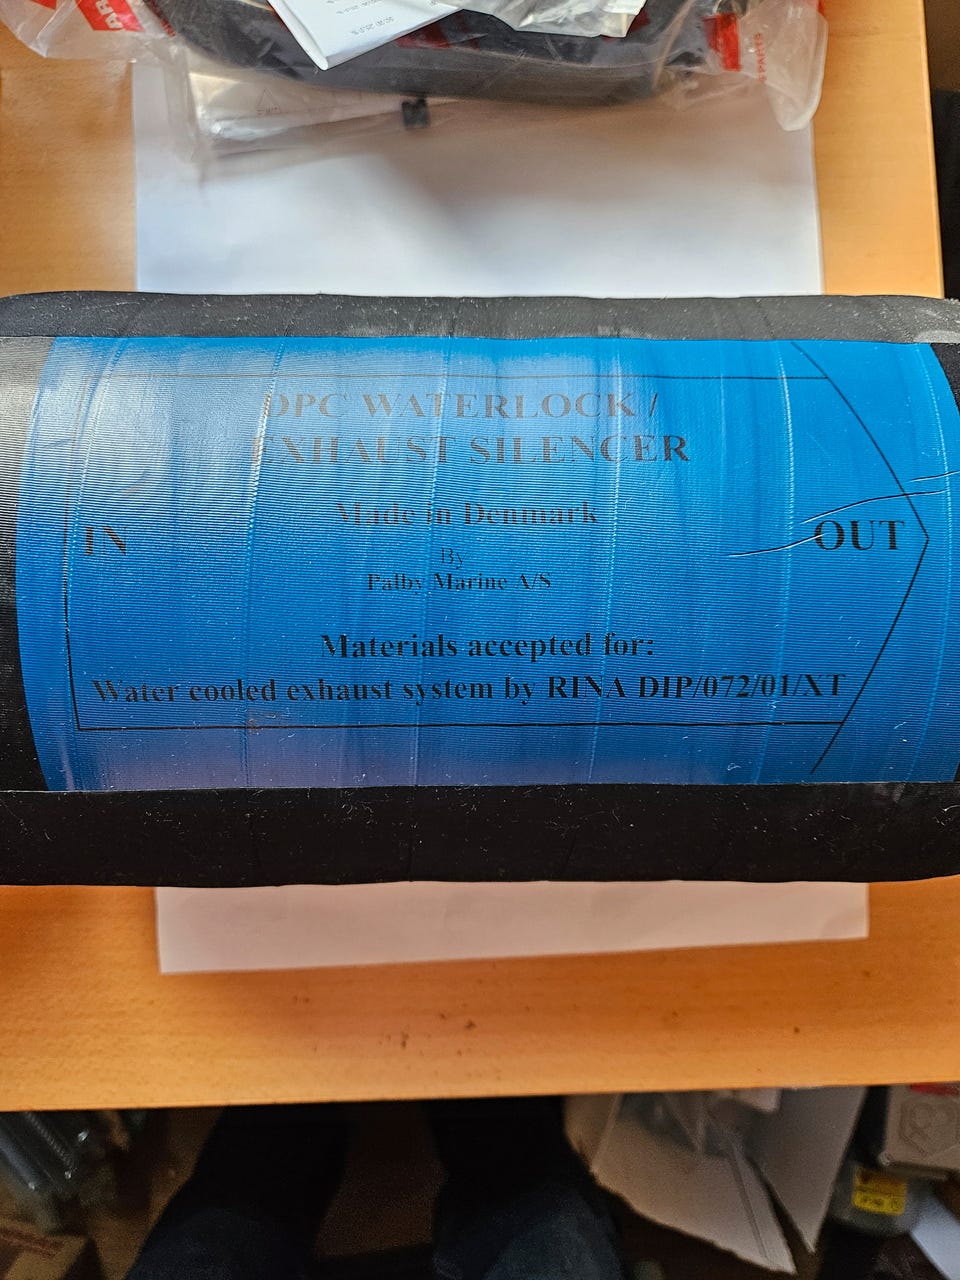 DPC WATERLOCK /
EXHAUST SILENCER
Made in Denmark
IN
OUT
By
Palby Marine A/S
Materials accepted for:
Water cooled exhaust system by RINA DIP/072/01/XT